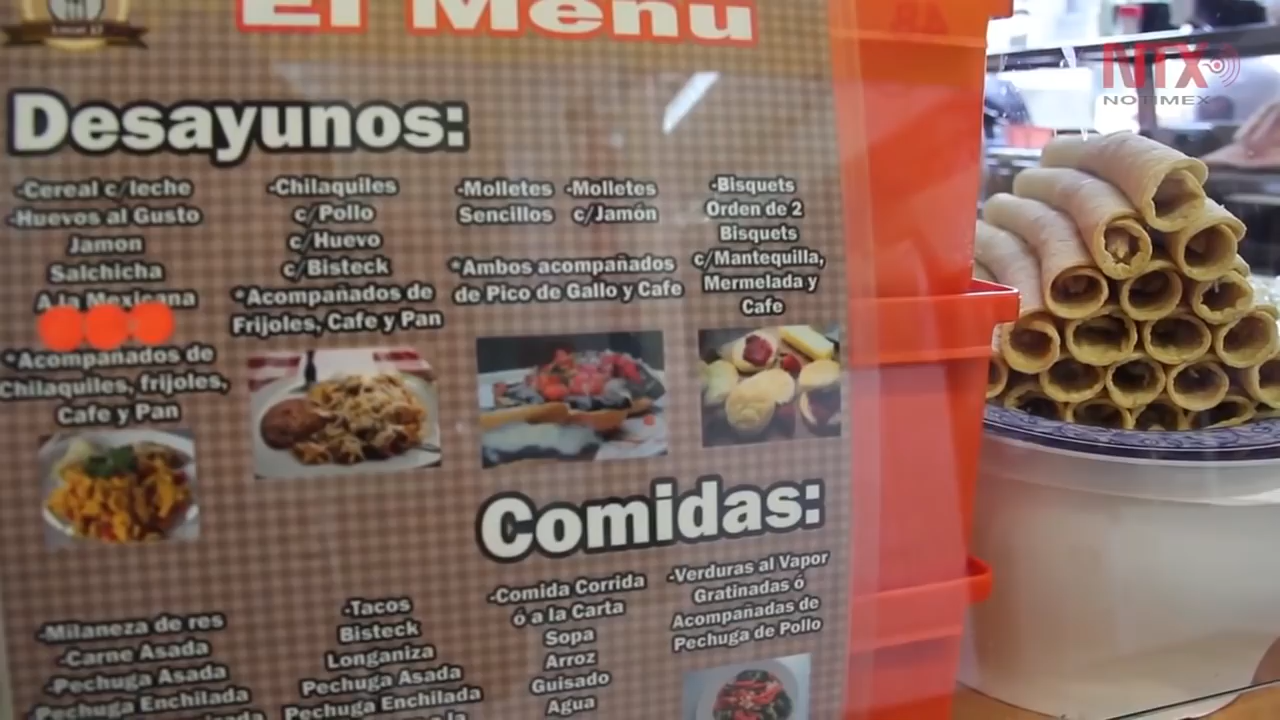 El Menu
NTX
NOTIMEX
Desayunos:
-Cereal c/leche
-Huevos al Gusto
Jamon
Salchicha
A la Mexicana
*Acompañados de
Chilaquiles, frijoles,
Cafe y Pan
-Chilaquiles
c/Pollo
c/Huevo
c/Bisteck
*Acompañados de
Frijoles, Cafe y Pan
-Molletes -Molletes
Sencillos c/Jamón
*Ambos acompañados
de Pico de Gallo y Cafe
-Bisquets
Orden de 2
Bisquets
c/Mantequilla,
Mermelada y
Cafe
Comidas:
-Milaneza de res
-Carne Asada
-Pechuga Asada
-Pechuga Enchilada
-Tacos
Bisteck
Longaniza
Pechuga Asada
Pechuga Enchilada
-Comida Corrida
ó a la Carta
Sopa
Arroz
Guisado
Agua
-Verduras al Vapor
Gratinadas ó
Acompañadas de
Pechuga de Pollo